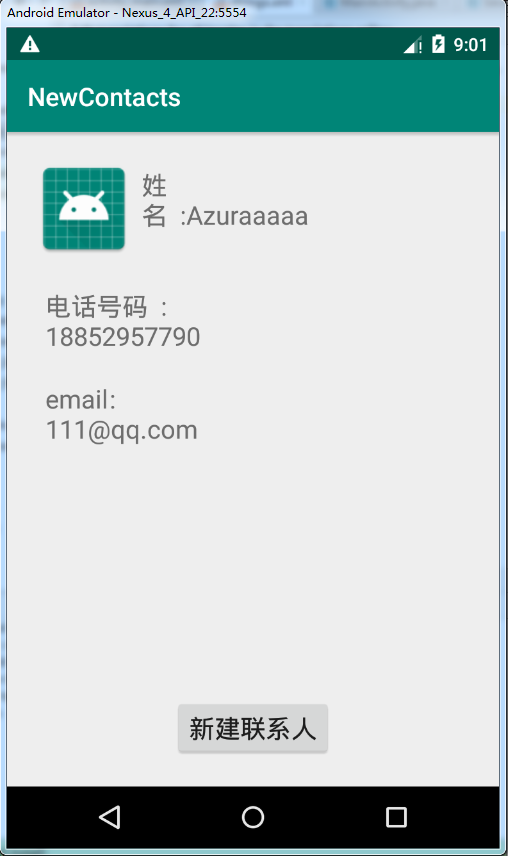 Android Emulator - Nexus_4_API_22:5554
9:01
NewContacts
姓
名 :Azuraaaaa
电话号码 :
18852957790
email:
111@qq.com
新建联系人